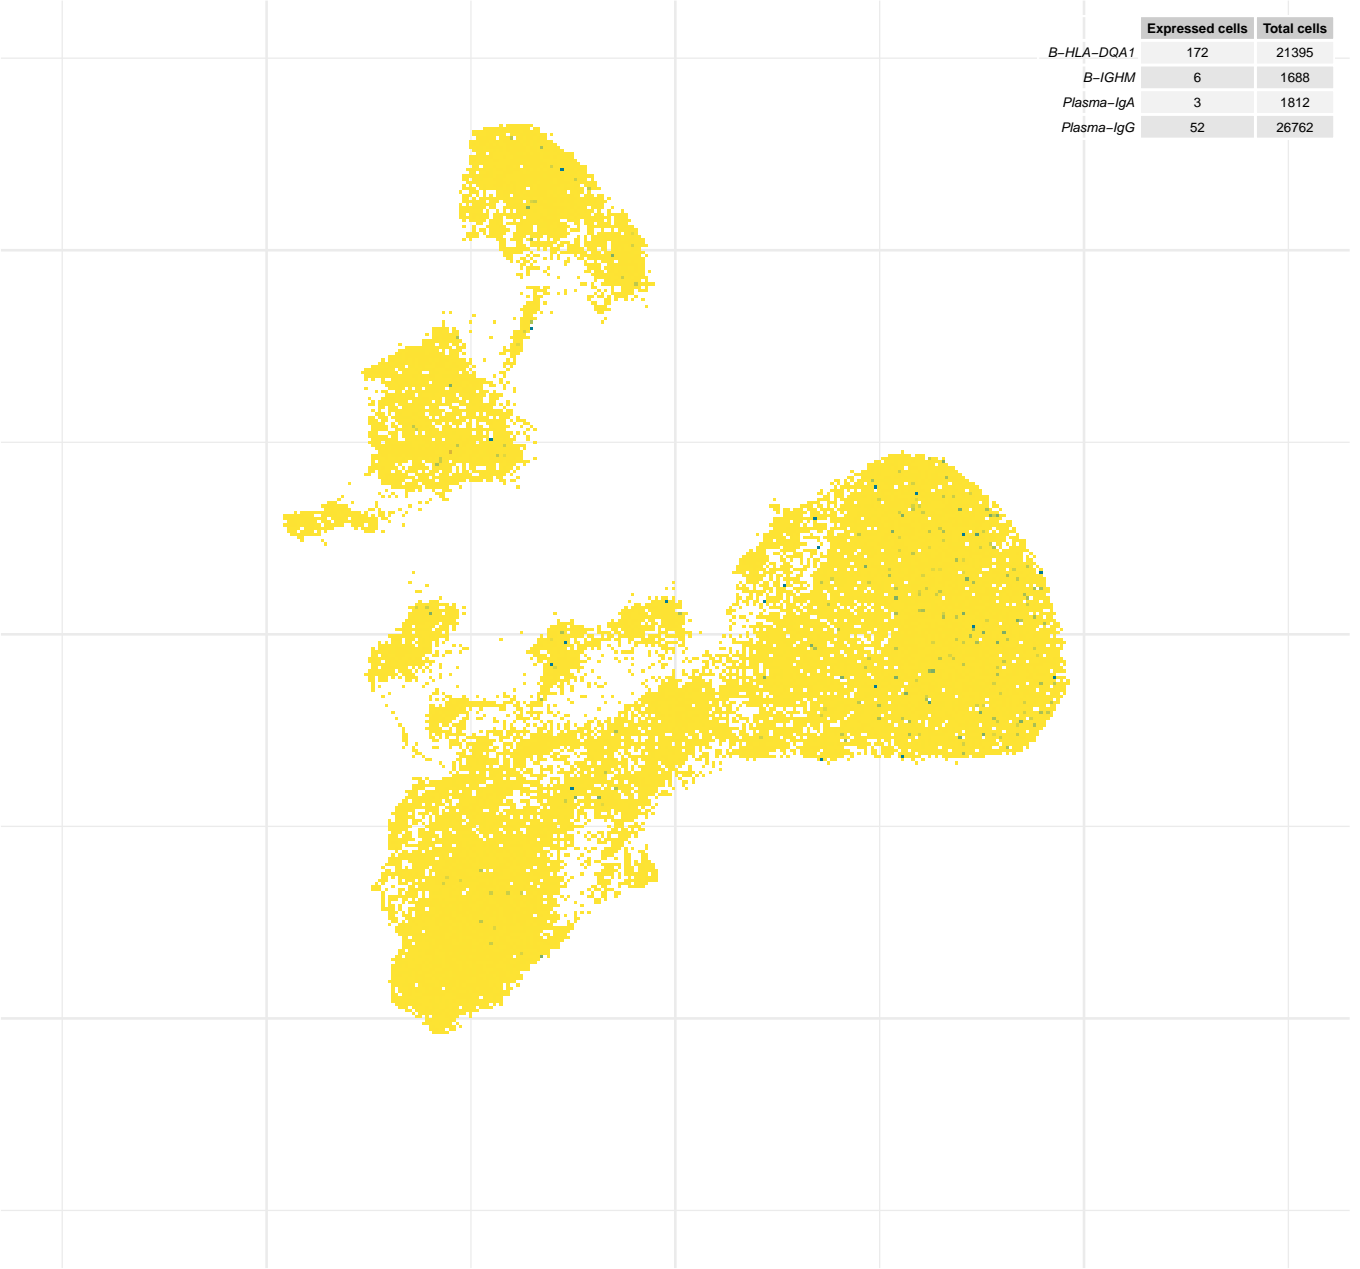 Expressed cells Total cells
B−HLA−DQA1 172 21395
B−IGHM 6 1688
Plasma−IgA 3 1812
Plasma−IgG 52 26762